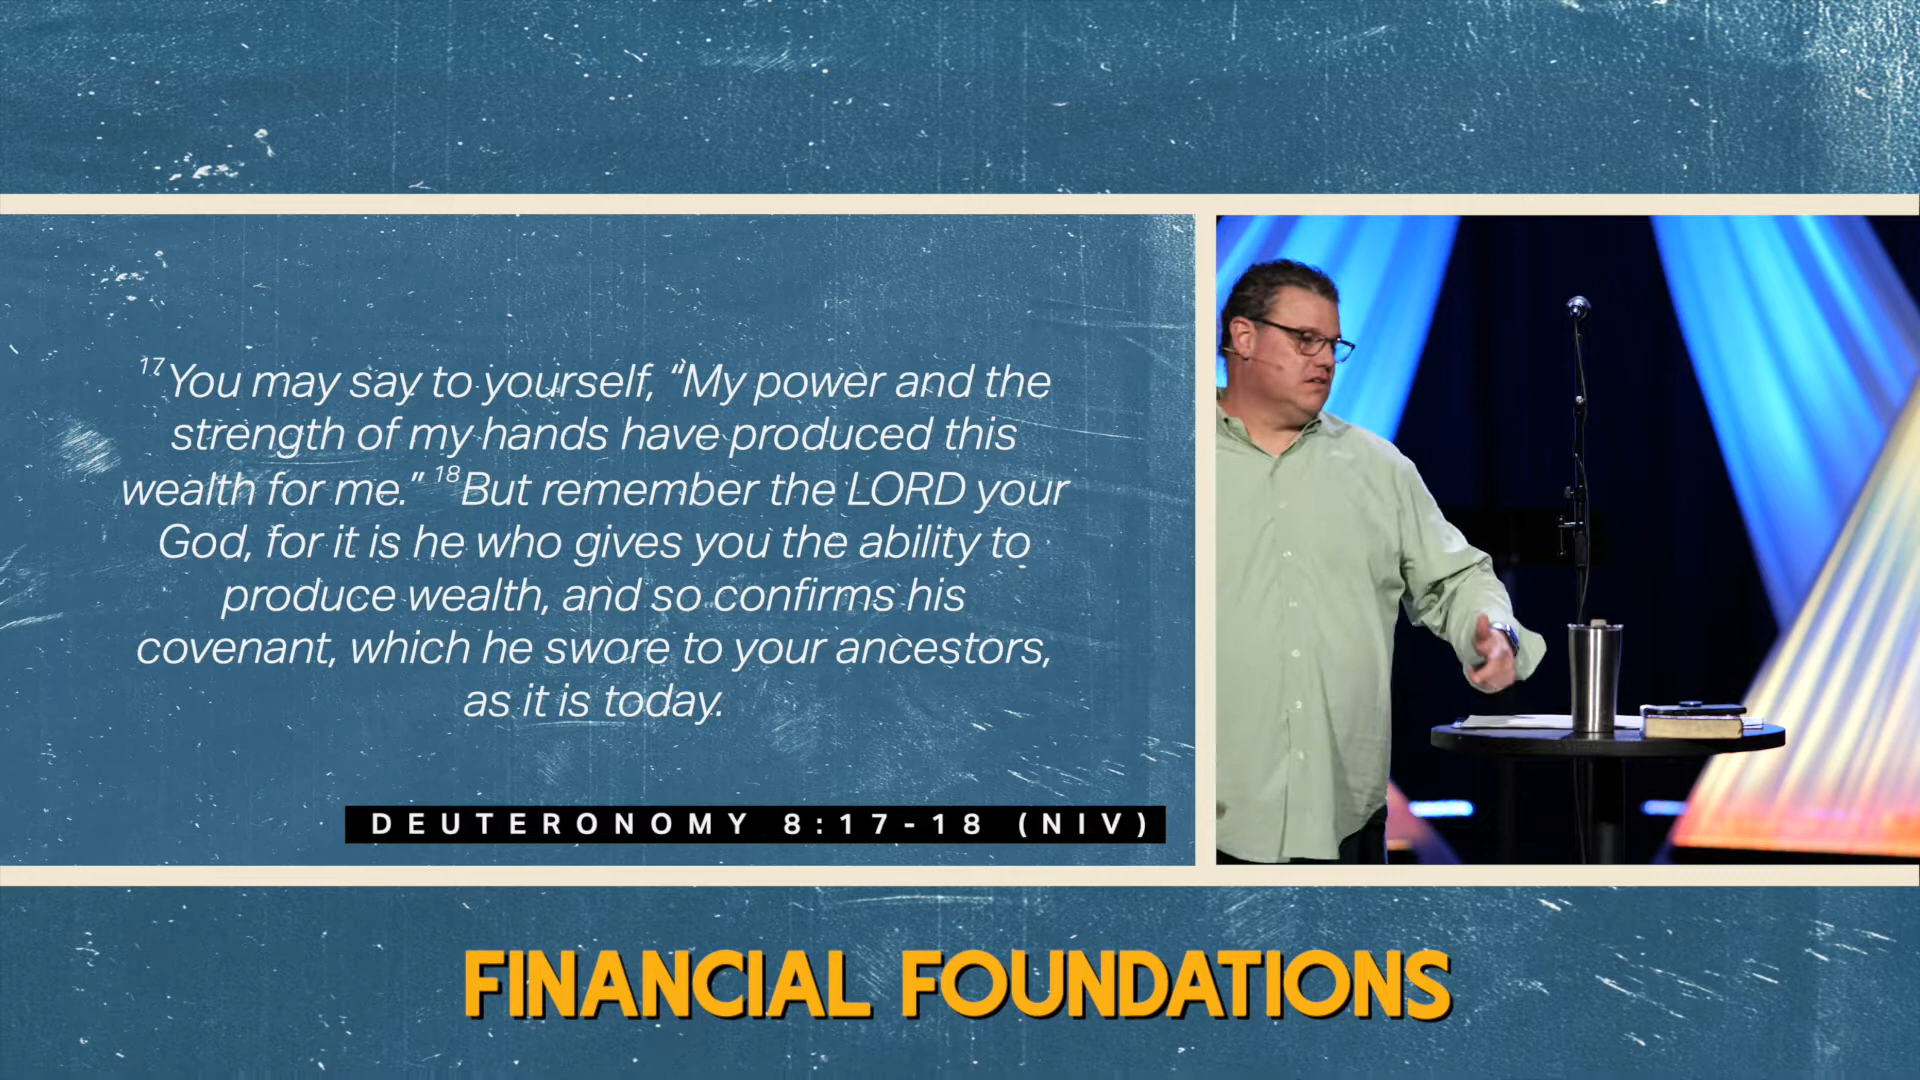 ¹⁷You may say to yourself, “My power and the
strength of my hands have produced this
wealth for me.” ¹⁸But remember the LORD your
God, for it is he who gives you the ability to
produce wealth, and so confirms his
covenant, which he swore to your ancestors,
as it is today.
DEUTERONOMY 8:17-18 (NIV)
FINANCIAL FOUNDATIONS